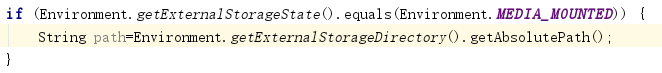 if (Environment.getExternalStorageState().equals(Environment.MEDIA_MOUNTED)) {
    String path=Environment.getExternalStorageDirectory().getAbsolutePath();
}